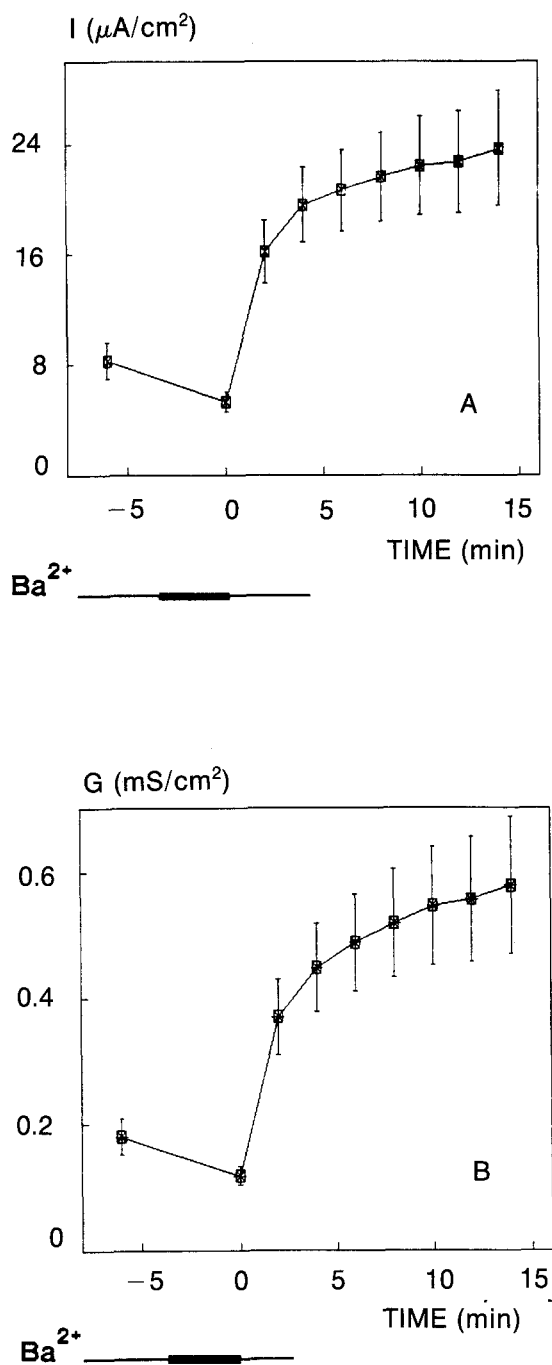 I (μA/cm²)
24
16
8
0
A
−5 0 5 10 15
TIME (min)
Ba²⁺
G (mS/cm²)
0.6
0.4
0.2
0
B
−5 0 5 10 15
TIME (min)
Ba²⁺